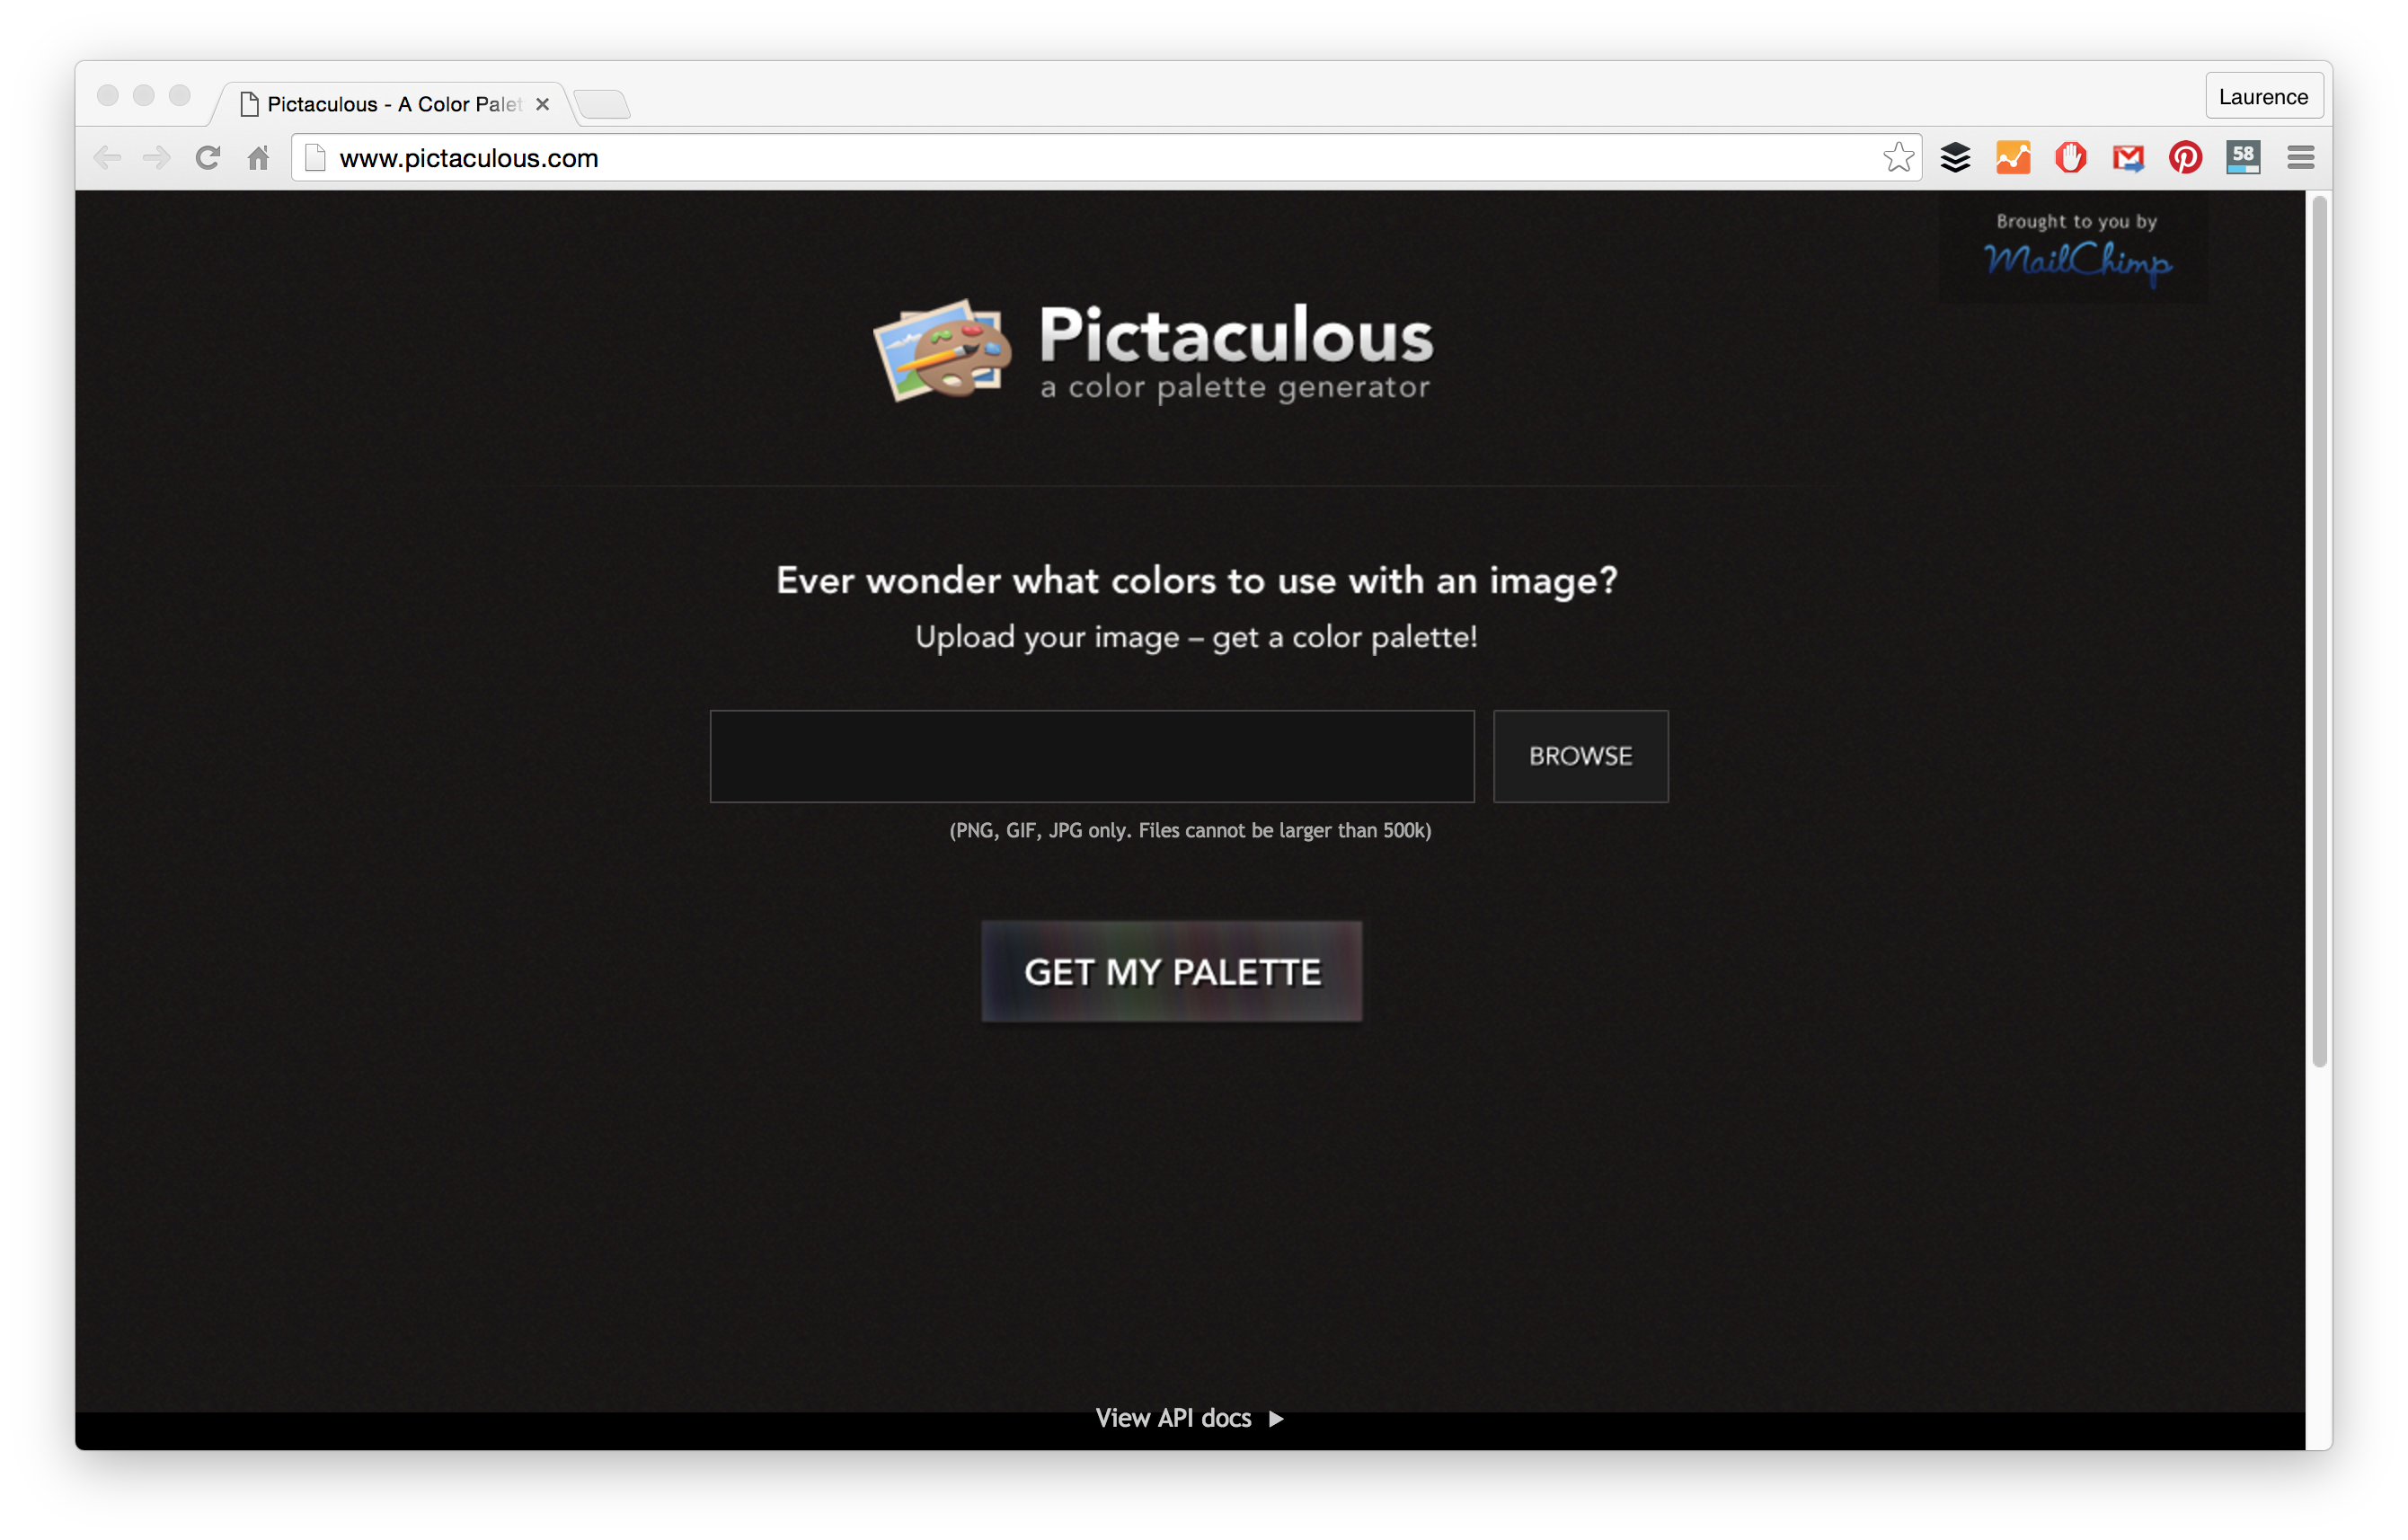 Pictaculous - A Color Palet
Laurence
www.pictaculous.com
58
Brought to you by
MailChimp
Pictaculous
a color palette generator
Ever wonder what colors to use with an image?
Upload your image – get a color palette!
BROWSE
(PNG, GIF, JPG only. Files cannot be larger than 500k)
GET MY PALETTE
View API docs